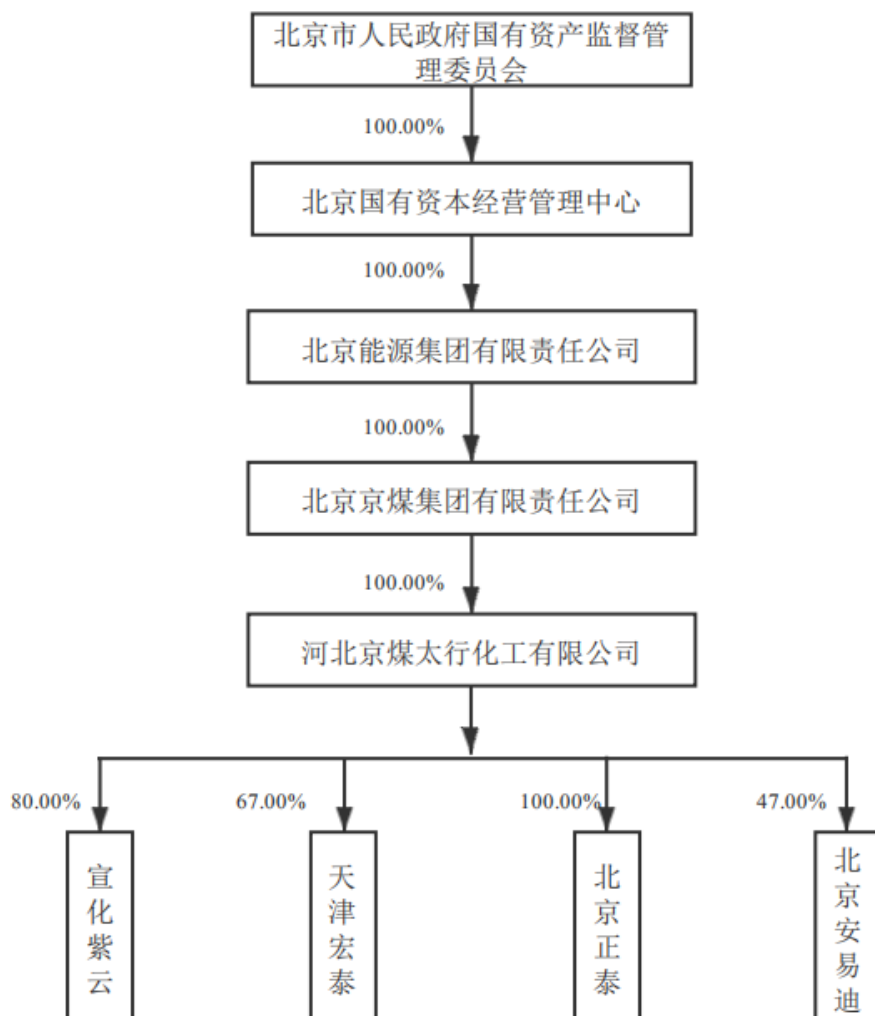 北京市人民政府国有资产监督管
理委员会
100.00%
北京国有资本经营管理中心
100.00%
北京能源集团有限责任公司
100.00%
北京京煤集团有限责任公司
100.00%
河北京煤太行化工有限公司
80.00%
67.00%
100.00%
47.00%
宣化紫云
天津宏泰
北京正泰
北京安易迪